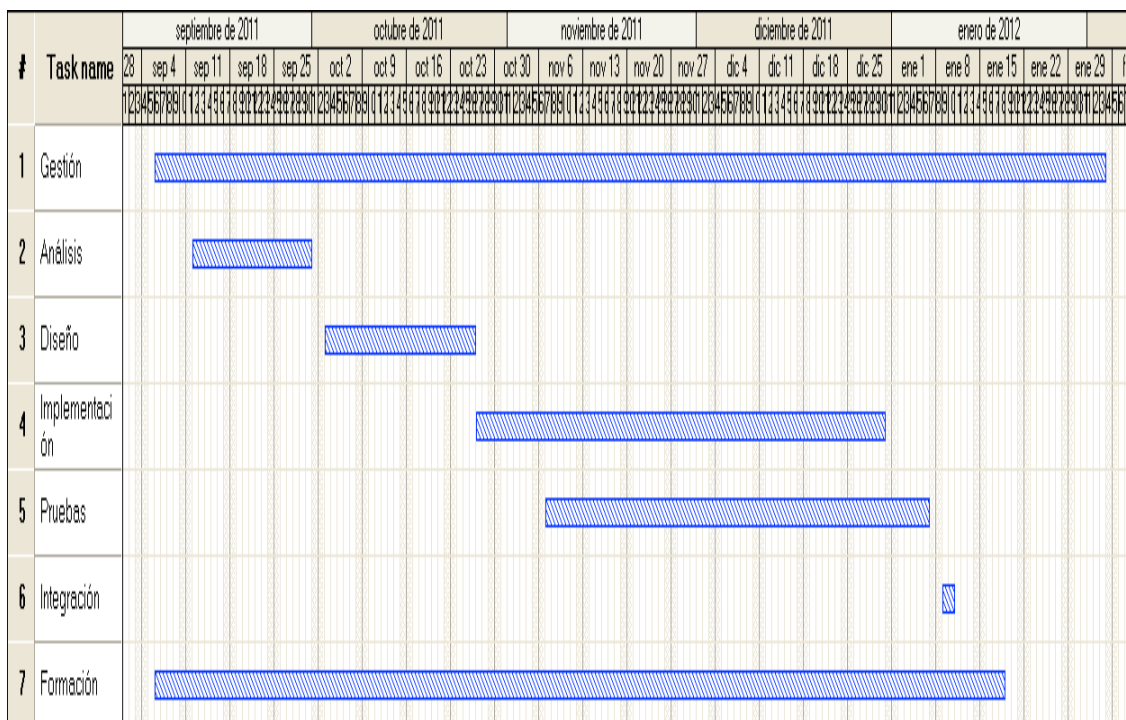 septiembre de 2011 octubre de 2011 noviembre de 2011 diciembre de 2011 enero de 2012
# Task name 28 sep 4 sep 11 sep 18 sep 25 oct 2 oct 9 oct 16 oct 23 oct 30 nov 6 nov 13 nov 20 nov 27 dic 4 dic 11 dic 18 dic 25 ene 1 ene 8 ene 15 ene 22 ene 29
1 Gestión
2 Análisis
3 Diseño
4 Implementaci
ón
5 Pruebas
6 Integración
7 Formación